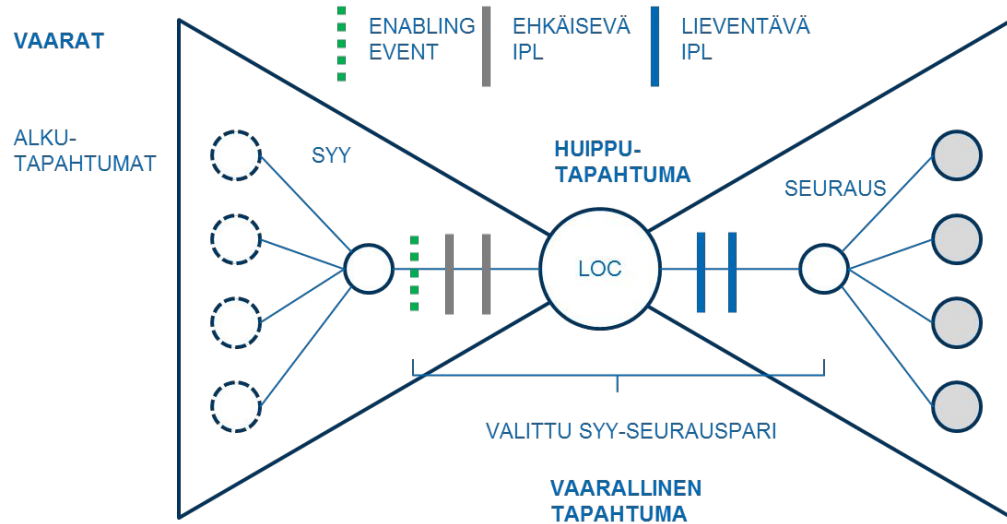 VAARAT
ENABLING
EVENT
EHKÄISEVÄ
IPL
LIEVENTÄVÄ
IPL
ALKU-
TAPAHTUMAT
SYY
HUIPPU-
TAPAHTUMA
SEURAUS
LOC
VALITTU SYY-SEURAUSPARI
VAARALLINEN
TAPAHTUMA